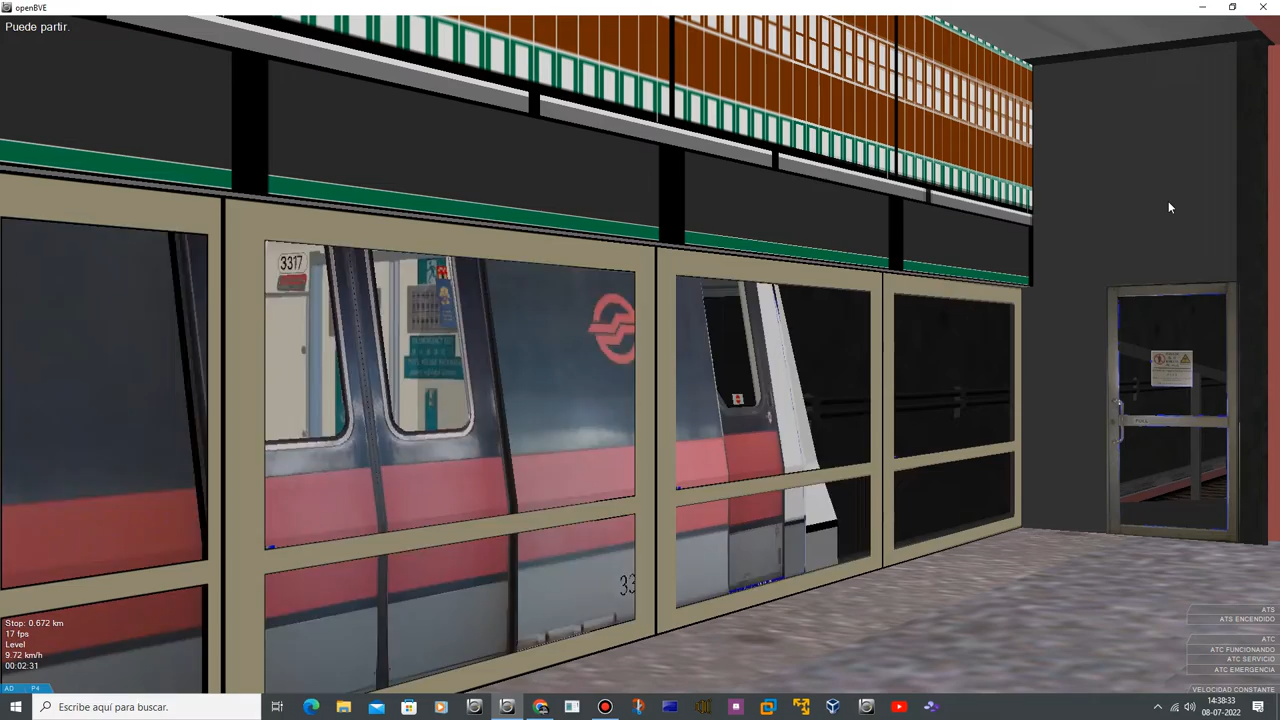 openBVE
Puede partir.
3317
33
Stop: 0.672 km
17 fps
Level
9.72 km/h
00:02:31
AD P4
ATS
ATS ENCENDIDO
ATC
ATC FUNCIONANDO
ATC SERVICIO
ATC EMERGENCIA
VELOCIDAD CONSTANTE
Escribe aquí para buscar.
14:38:33
08-07-2022